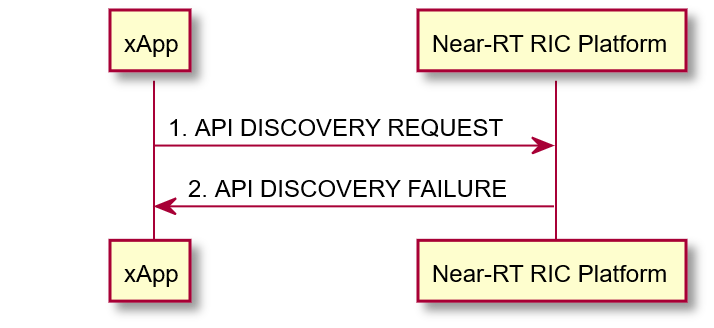 xApp
Near-RT RIC Platform
1. API DISCOVERY REQUEST
2. API DISCOVERY FAILURE
xApp
Near-RT RIC Platform